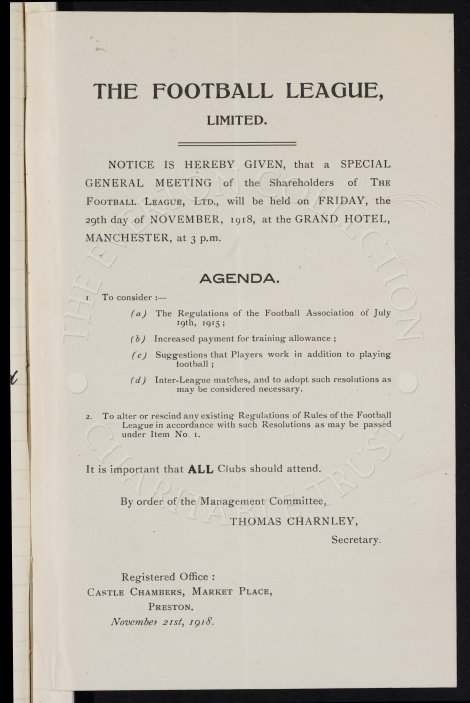 THE FOOTBALL LEAGUE,
LIMITED.
NOTICE IS HEREBY GIVEN, that a SPECIAL
GENERAL MEETING of the Shareholders of The
Football League, Ltd., will be held on FRIDAY, the
29th day of NOVEMBER, 1918, at the GRAND HOTEL,
MANCHESTER, at 3 p.m.
AGENDA.
1. To consider :—
(a) The Regulations of the Football Association of July
19th, 1915 ;
(b) Increased payment for training allowance ;
(c) Suggestions that Players work in addition to playing
football ;
(d) Inter-League matches, and to adopt such resolutions as
may be considered necessary.
2. To alter or rescind any existing Regulations of Rules of the Football
League in accordance with such Resolutions as may be passed
under Item No. 1.
It is important that ALL Clubs should attend.
By order of the Management Committee,
THOMAS CHARNLEY,
Secretary.
Registered Office :
Castle Chambers, Market Place,
Preston.
November 21st, 1918.
THE EVERTON COLLECTION
CHARITABLE TRUST